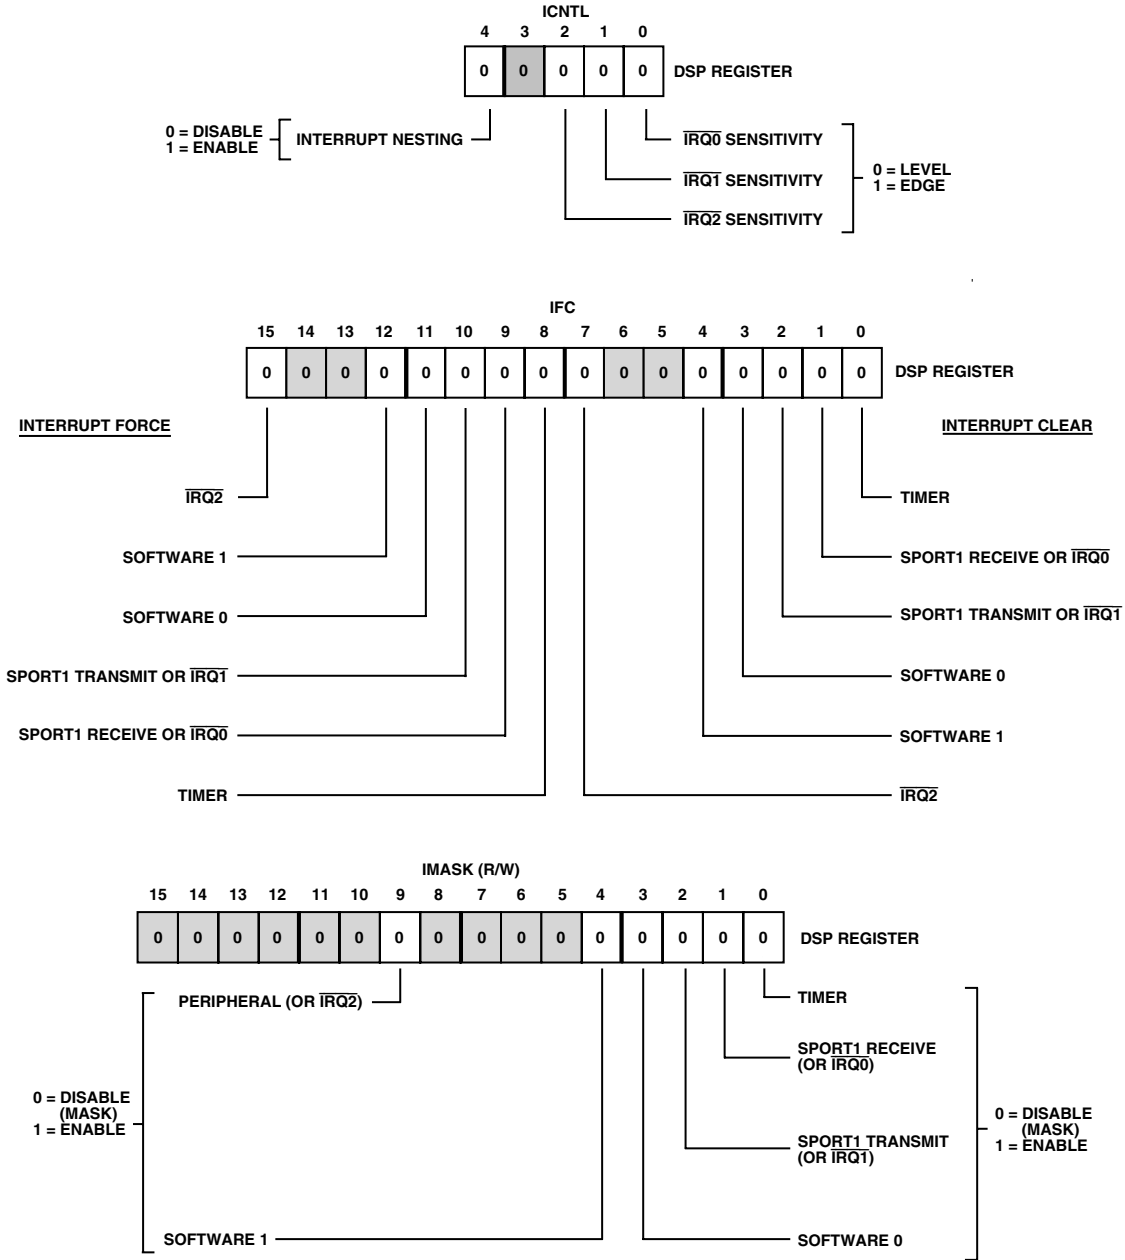 ICNTL
4 3 2 1 0
0 0 0 0 0 DSP REGISTER
0 = DISABLE
1 = ENABLE
INTERRUPT NESTING
IRQ0 SENSITIVITY
IRQ1 SENSITIVITY
IRQ2 SENSITIVITY
0 = LEVEL
1 = EDGE
IFC
15 14 13 12 11 10 9 8 7 6 5 4 3 2 1 0
0 0 0 0 0 0 0 0 0 0 0 0 0 0 0 0 DSP REGISTER
INTERRUPT FORCE
IRQ2
SOFTWARE 1
SOFTWARE 0
SPORT1 TRANSMIT OR IRQ1
SPORT1 RECEIVE OR IRQ0
TIMER
INTERRUPT CLEAR
TIMER
SPORT1 RECEIVE OR IRQ0
SPORT1 TRANSMIT OR IRQ1
SOFTWARE 0
SOFTWARE 1
IRQ2
IMASK (R/W)
15 14 13 12 11 10 9 8 7 6 5 4 3 2 1 0
0 0 0 0 0 0 0 0 0 0 0 0 0 0 0 0 DSP REGISTER
0 = DISABLE
(MASK)
1 = ENABLE
PERIPHERAL (OR IRQ2)
SOFTWARE 1
TIMER
SPORT1 RECEIVE
(OR IRQ0)
SPORT1 TRANSMIT
(OR IRQ1)
SOFTWARE 0
0 = DISABLE
(MASK)
1 = ENABLE